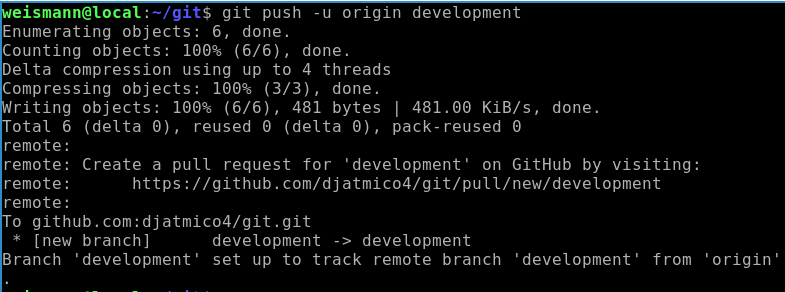 weismann@local:~/git$ git push -u origin development
Enumerating objects: 6, done.
Counting objects: 100% (6/6), done.
Delta compression using up to 4 threads
Compressing objects: 100% (3/3), done.
Writing objects: 100% (6/6), 481 bytes | 481.00 KiB/s, done.
Total 6 (delta 0), reused 0 (delta 0), pack-reused 0
remote:
remote: Create a pull request for 'development' on GitHub by visiting:
remote:      https://github.com/djatmico4/git/pull/new/development
remote:
To github.com:djatmico4/git.git
 * [new branch]      development -> development
Branch 'development' set up to track remote branch 'development' from 'origin'
.